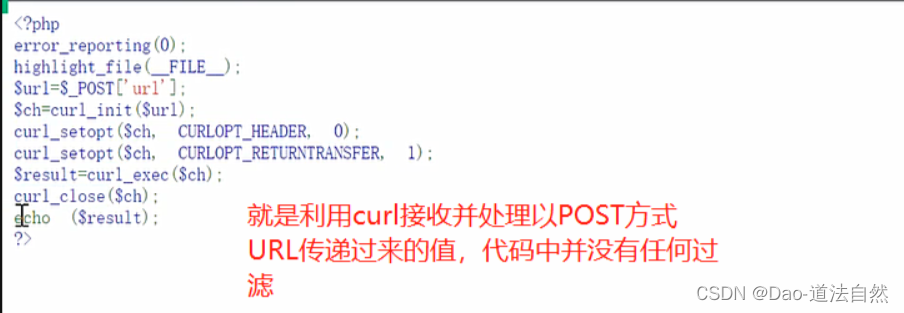 <?php
error_reporting(0);
highlight_file(__FILE__);
$url=$_POST['url'];
$ch=curl_init($url);
curl_setopt($ch, CURLOPT_HEADER, 0);
curl_setopt($ch, CURLOPT_RETURNTRANSFER, 1);
$result=curl_exec($ch);
curl_close($ch);
echo ($result);
?>
就是利用curl接收并处理以POST方式
URL传递过来的值，代码中并没有任何过
滤
CSDN @Dao-道法自然